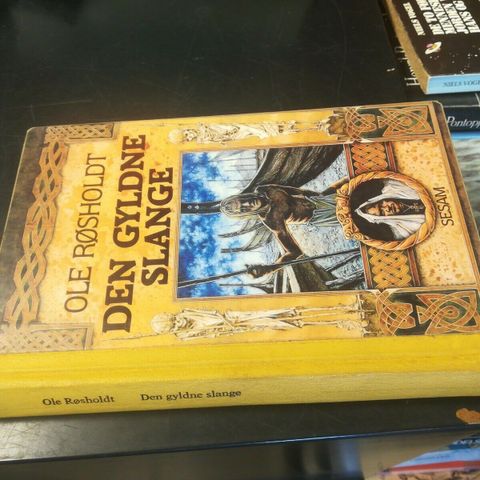 OLE RØSHOLDT
DEN GYLDNE
SLANGE
SESAM
Ole Røsholdt Den gyldne slange